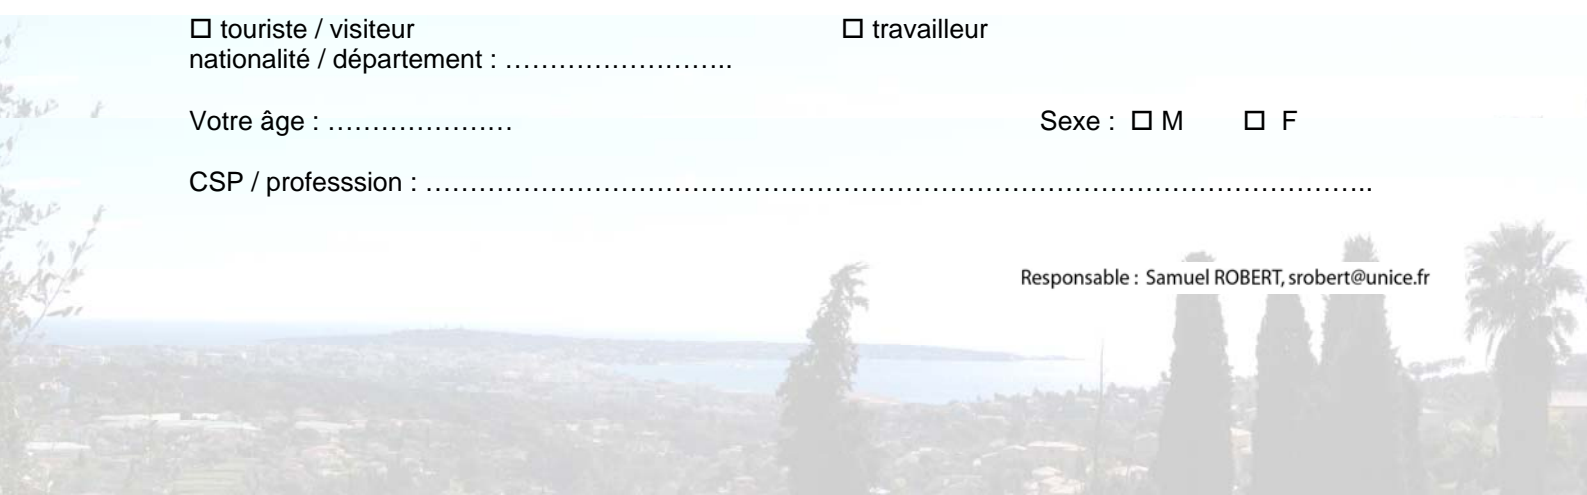 ☐ touriste / visiteur ☐ travailleur
nationalité / département : ……………………..
Votre âge : ………………… Sexe : ☐ M ☐ F
CSP / professsion : …………………………………………………………………………………………..
Responsable : Samuel ROBERT, srobert@unice.fr